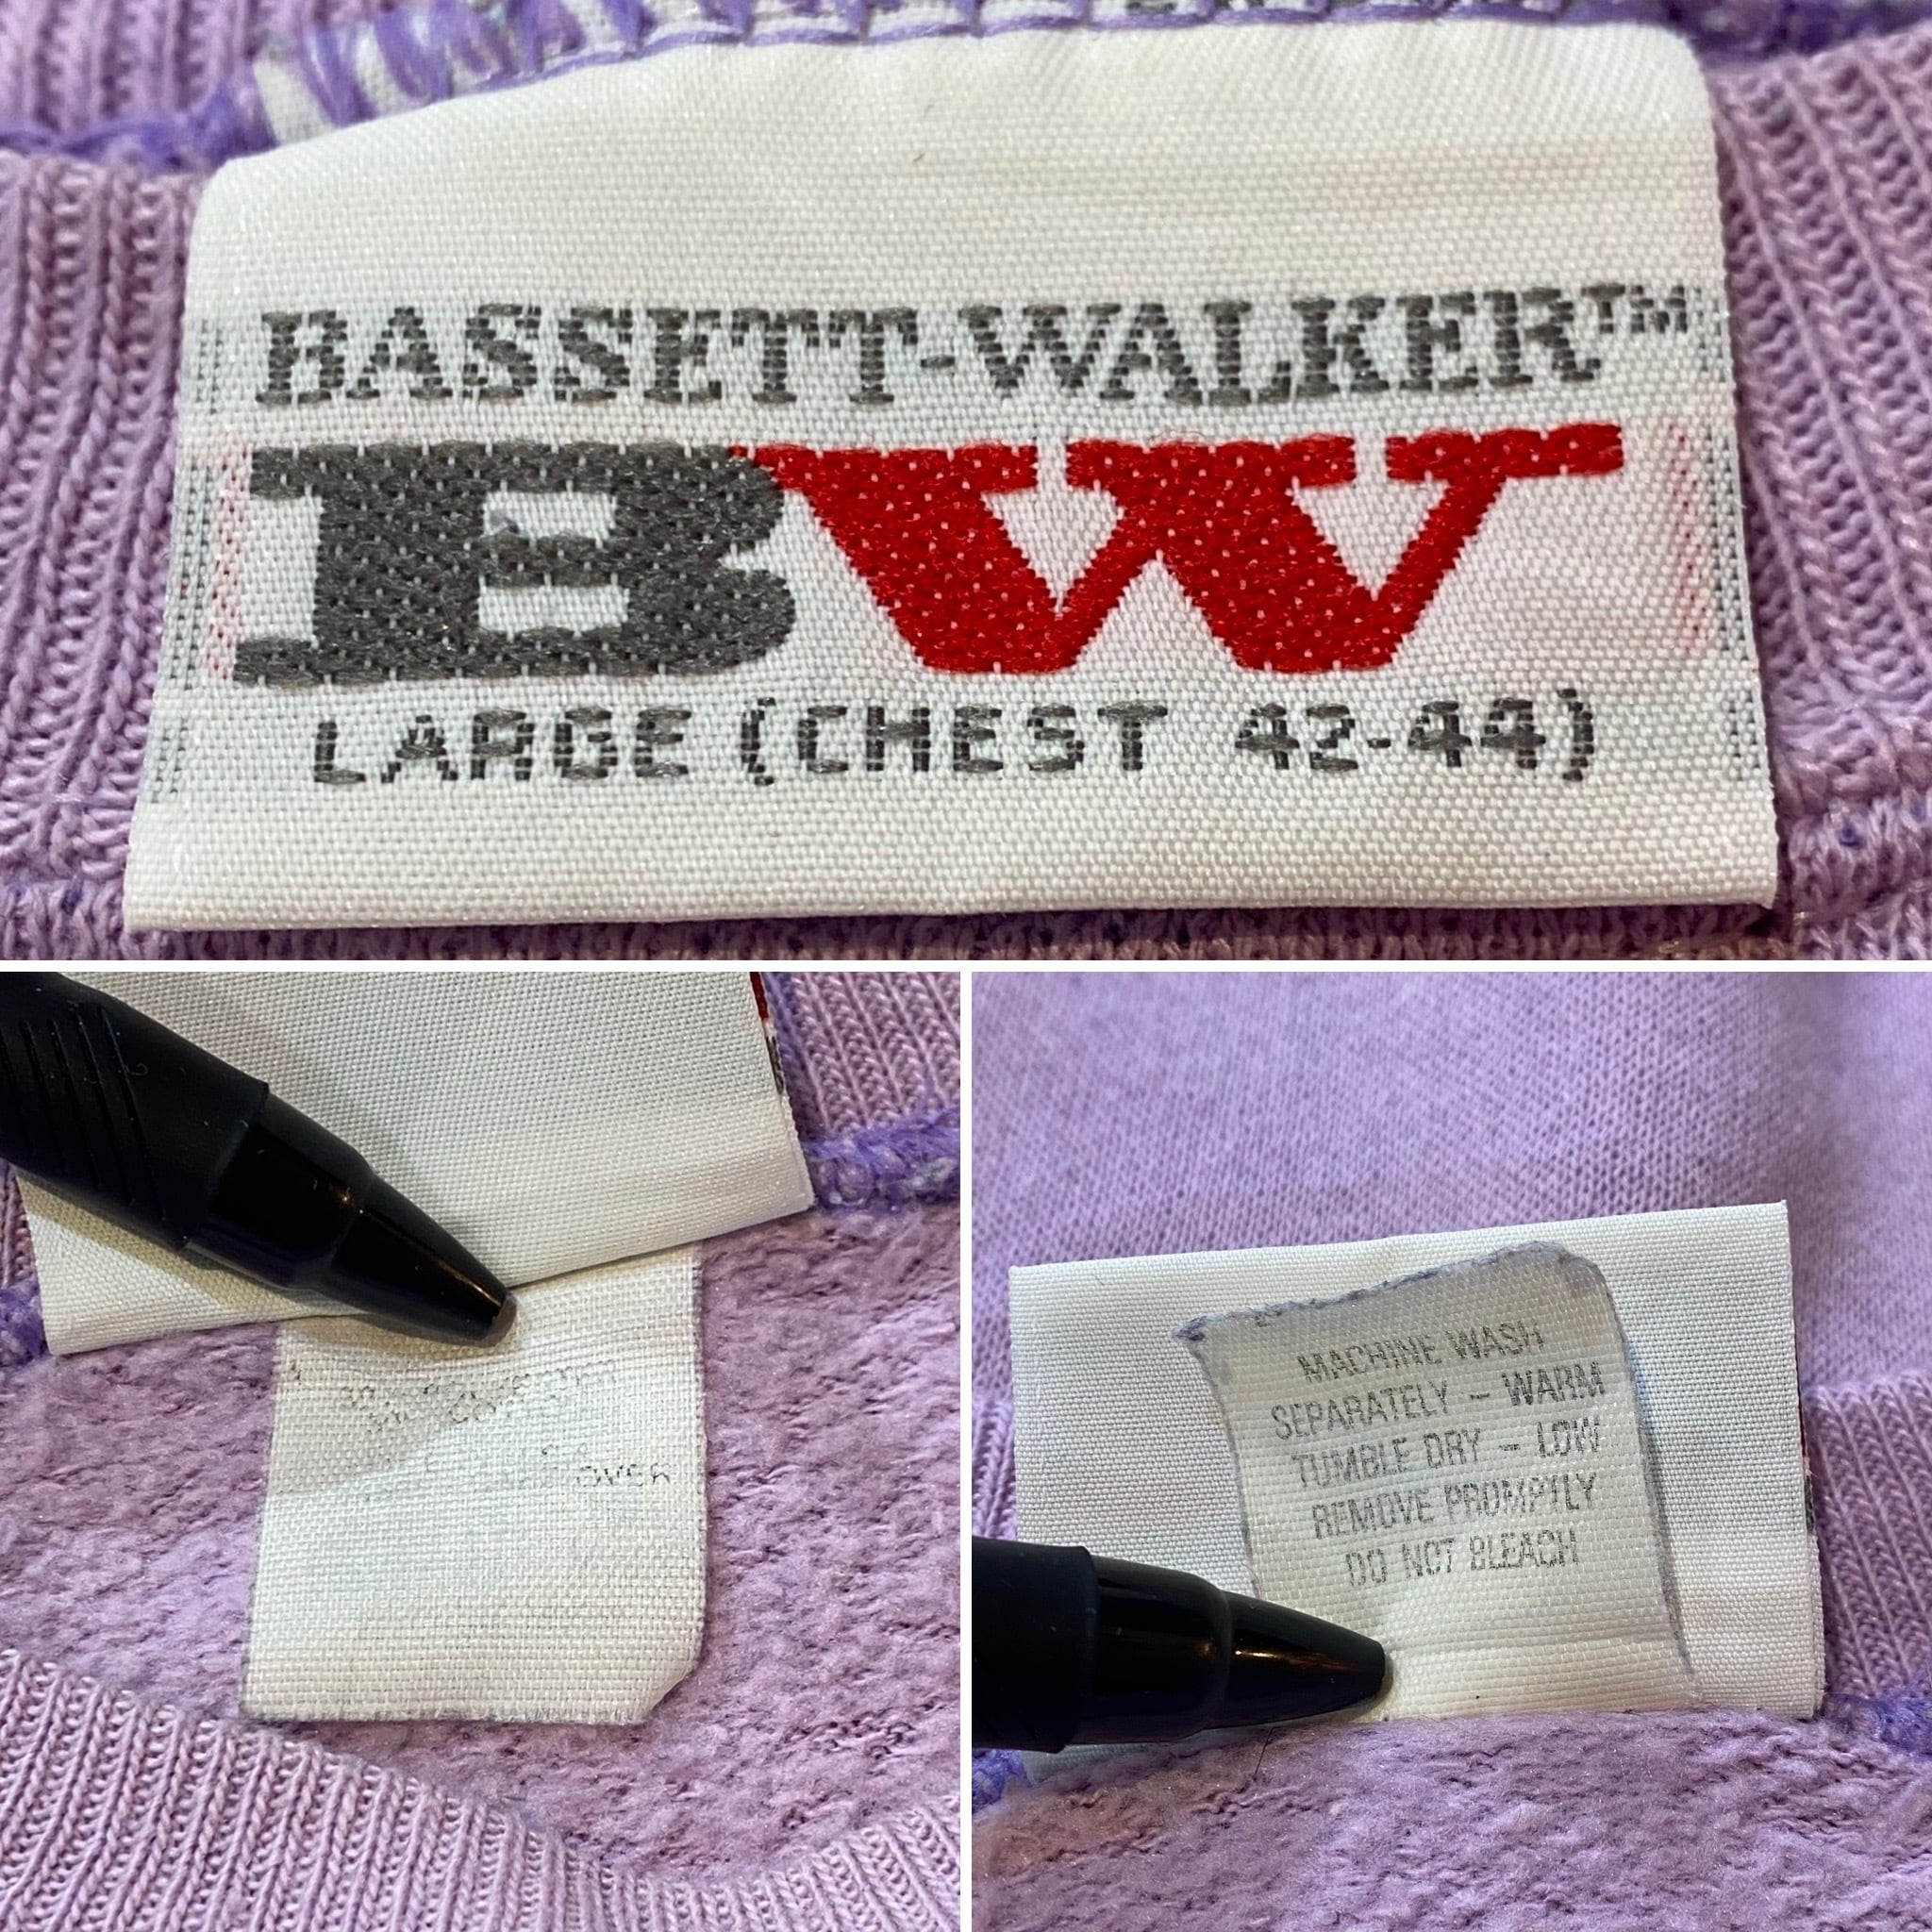 BASSETT-WALKER™
BW
LARGE (CHEST 42-44)
over
MACHINE WASH
SEPARATELY - WARM
TUMBLE DRY - LOW
REMOVE PROMPTLY
DO NOT BLEACH